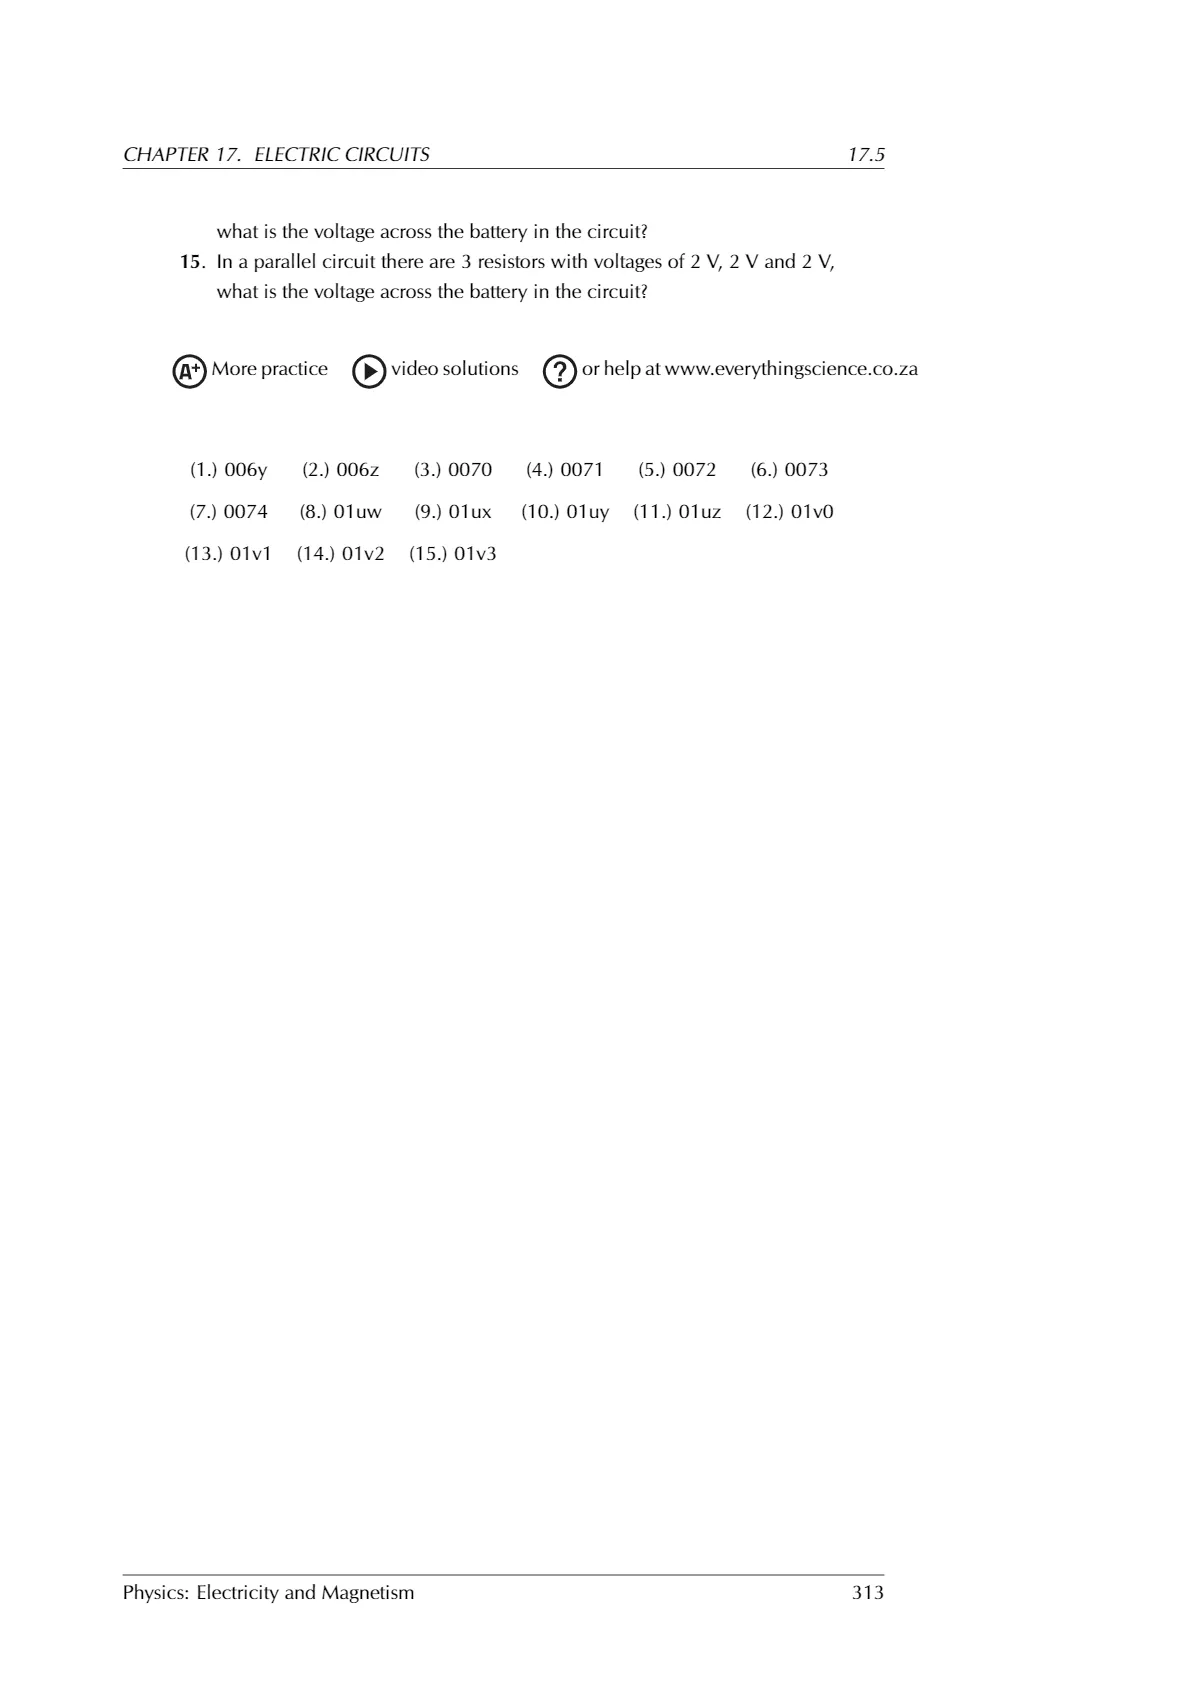 CHAPTER 17. ELECTRIC CIRCUITS 17.5
what is the voltage across the battery in the circuit?
15. In a parallel circuit there are 3 resistors with voltages of 2 V, 2 V and 2 V,
what is the voltage across the battery in the circuit?
A+ More practice video solutions ? or help at www.everythingscience.co.za
(1.) 006y (2.) 006z (3.) 0070 (4.) 0071 (5.) 0072 (6.) 0073
(7.) 0074 (8.) 01uw (9.) 01ux (10.) 01uy (11.) 01uz (12.) 01v0
(13.) 01v1 (14.) 01v2 (15.) 01v3
Physics: Electricity and Magnetism 313